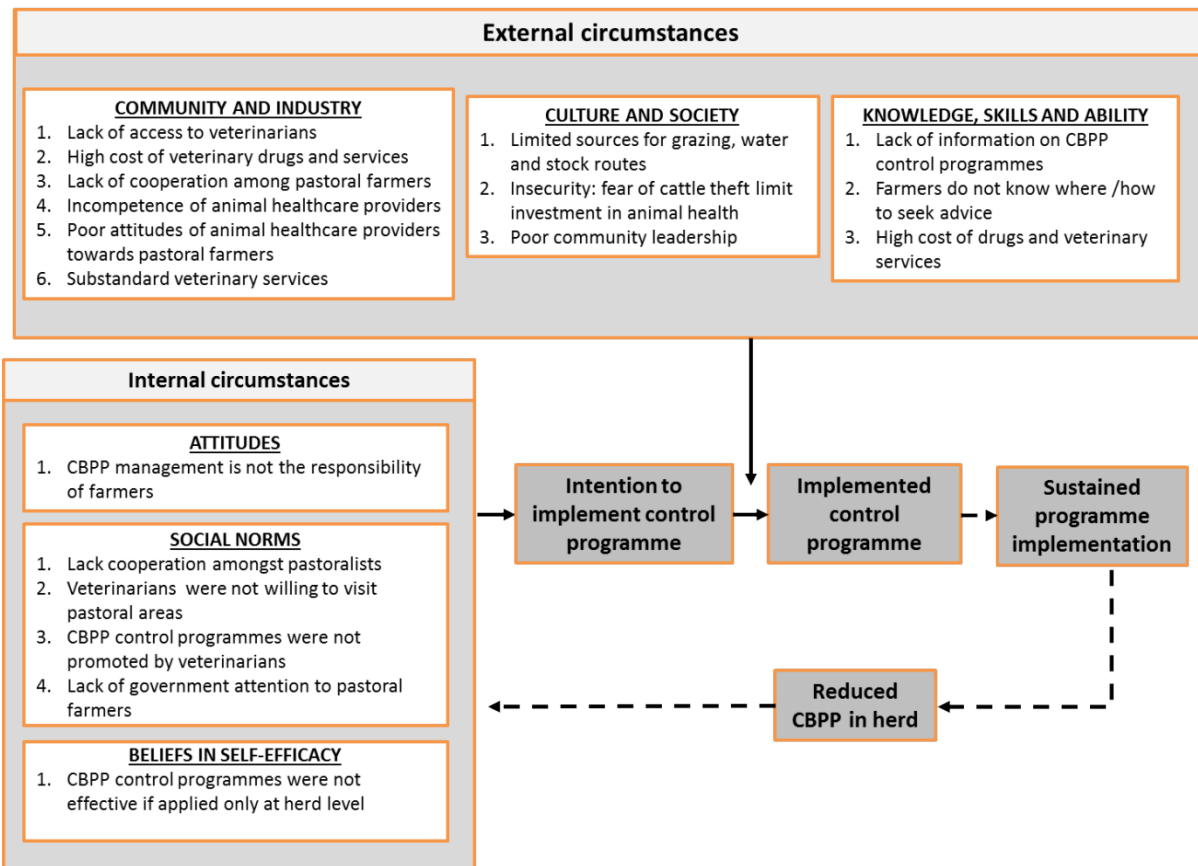 External circumstances
COMMUNITY AND INDUSTRY
1. Lack of access to veterinarians
2. High cost of veterinary drugs and services
3. Lack of cooperation among pastoral farmers
4. Incompetence of animal healthcare providers
5. Poor attitudes of animal healthcare providers
towards pastoral farmers
6. Substandard veterinary services
CULTURE AND SOCIETY
1. Limited sources for grazing, water
and stock routes
2. Insecurity: fear of cattle theft limit
investment in animal health
3. Poor community leadership
KNOWLEDGE, SKILLS AND ABILITY
1. Lack of information on CBPP
control programmes
2. Farmers do not know where /how
to seek advice
3. High cost of drugs and veterinary
services
Internal circumstances
ATTITUDES
1. CBPP management is not the responsibility
of farmers
SOCIAL NORMS
1. Lack cooperation amongst pastoralists
2. Veterinarians were not willing to visit
pastoral areas
3. CBPP control programmes were not
promoted by veterinarians
4. Lack of government attention to pastoral
farmers
BELIEFS IN SELF-EFFICACY
1. CBPP control programmes were not
effective if applied only at herd level
Intention to
implement control
programme
Implemented
control
programme
Sustained
programme
implementation
Reduced
CBPP in herd